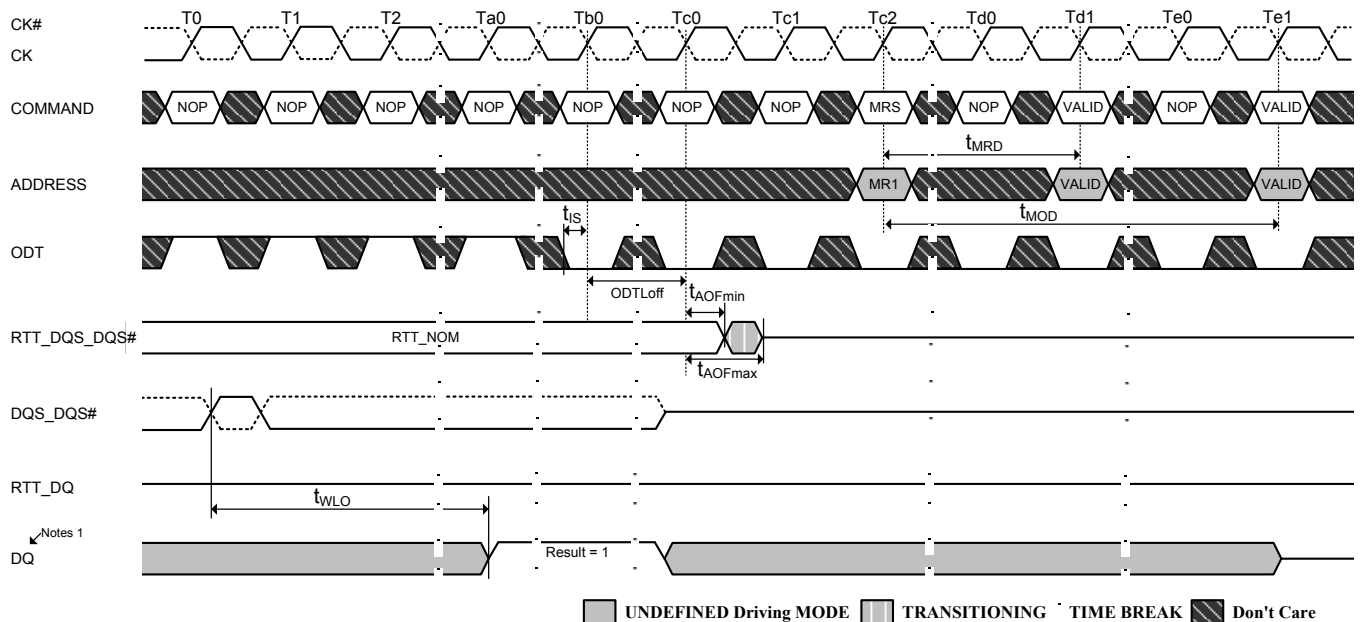 T0 T1 T2 Ta0 Tb0 Tc0 Tc1 Tc2 Td0 Td1 Te0 Te1
CK#
CK
COMMAND NOP NOP NOP NOP NOP NOP NOP MRS NOP VALID NOP VALID
tMRD
ADDRESS MR1 VALID VALID
tIS tMOD
ODT
ODTLoff tAOFmin
RTT_DQS_DQS# RTT_NOM
tAOFmax
DQS_DQS#
RTT_DQ
tWLO
Notes 1
DQ Result = 1
UNDEFINED Driving MODE TRANSITIONING TIME BREAK Don't Care